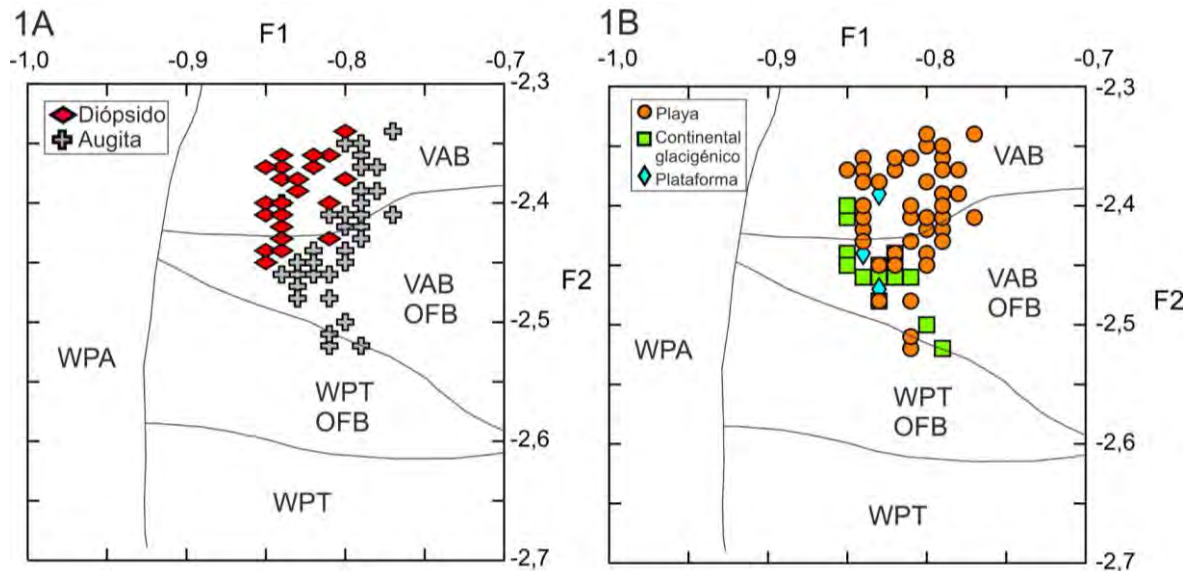 1A
F1
-1,0
-0,9
-0,8
-0,7
Diópsido
Augita
VAB
VAB
OFB
WPA
WPT
OFB
WPT
-2,3
-2,4
-2,5
-2,6
-2,7
F2
1B
F1
-1,0
-0,9
-0,8
-0,7
Playa
Continental
glacigénico
Plataforma
VAB
VAB
OFB
WPA
WPT
OFB
WPT
-2,3
-2,4
-2,5
-2,6
-2,7
F2